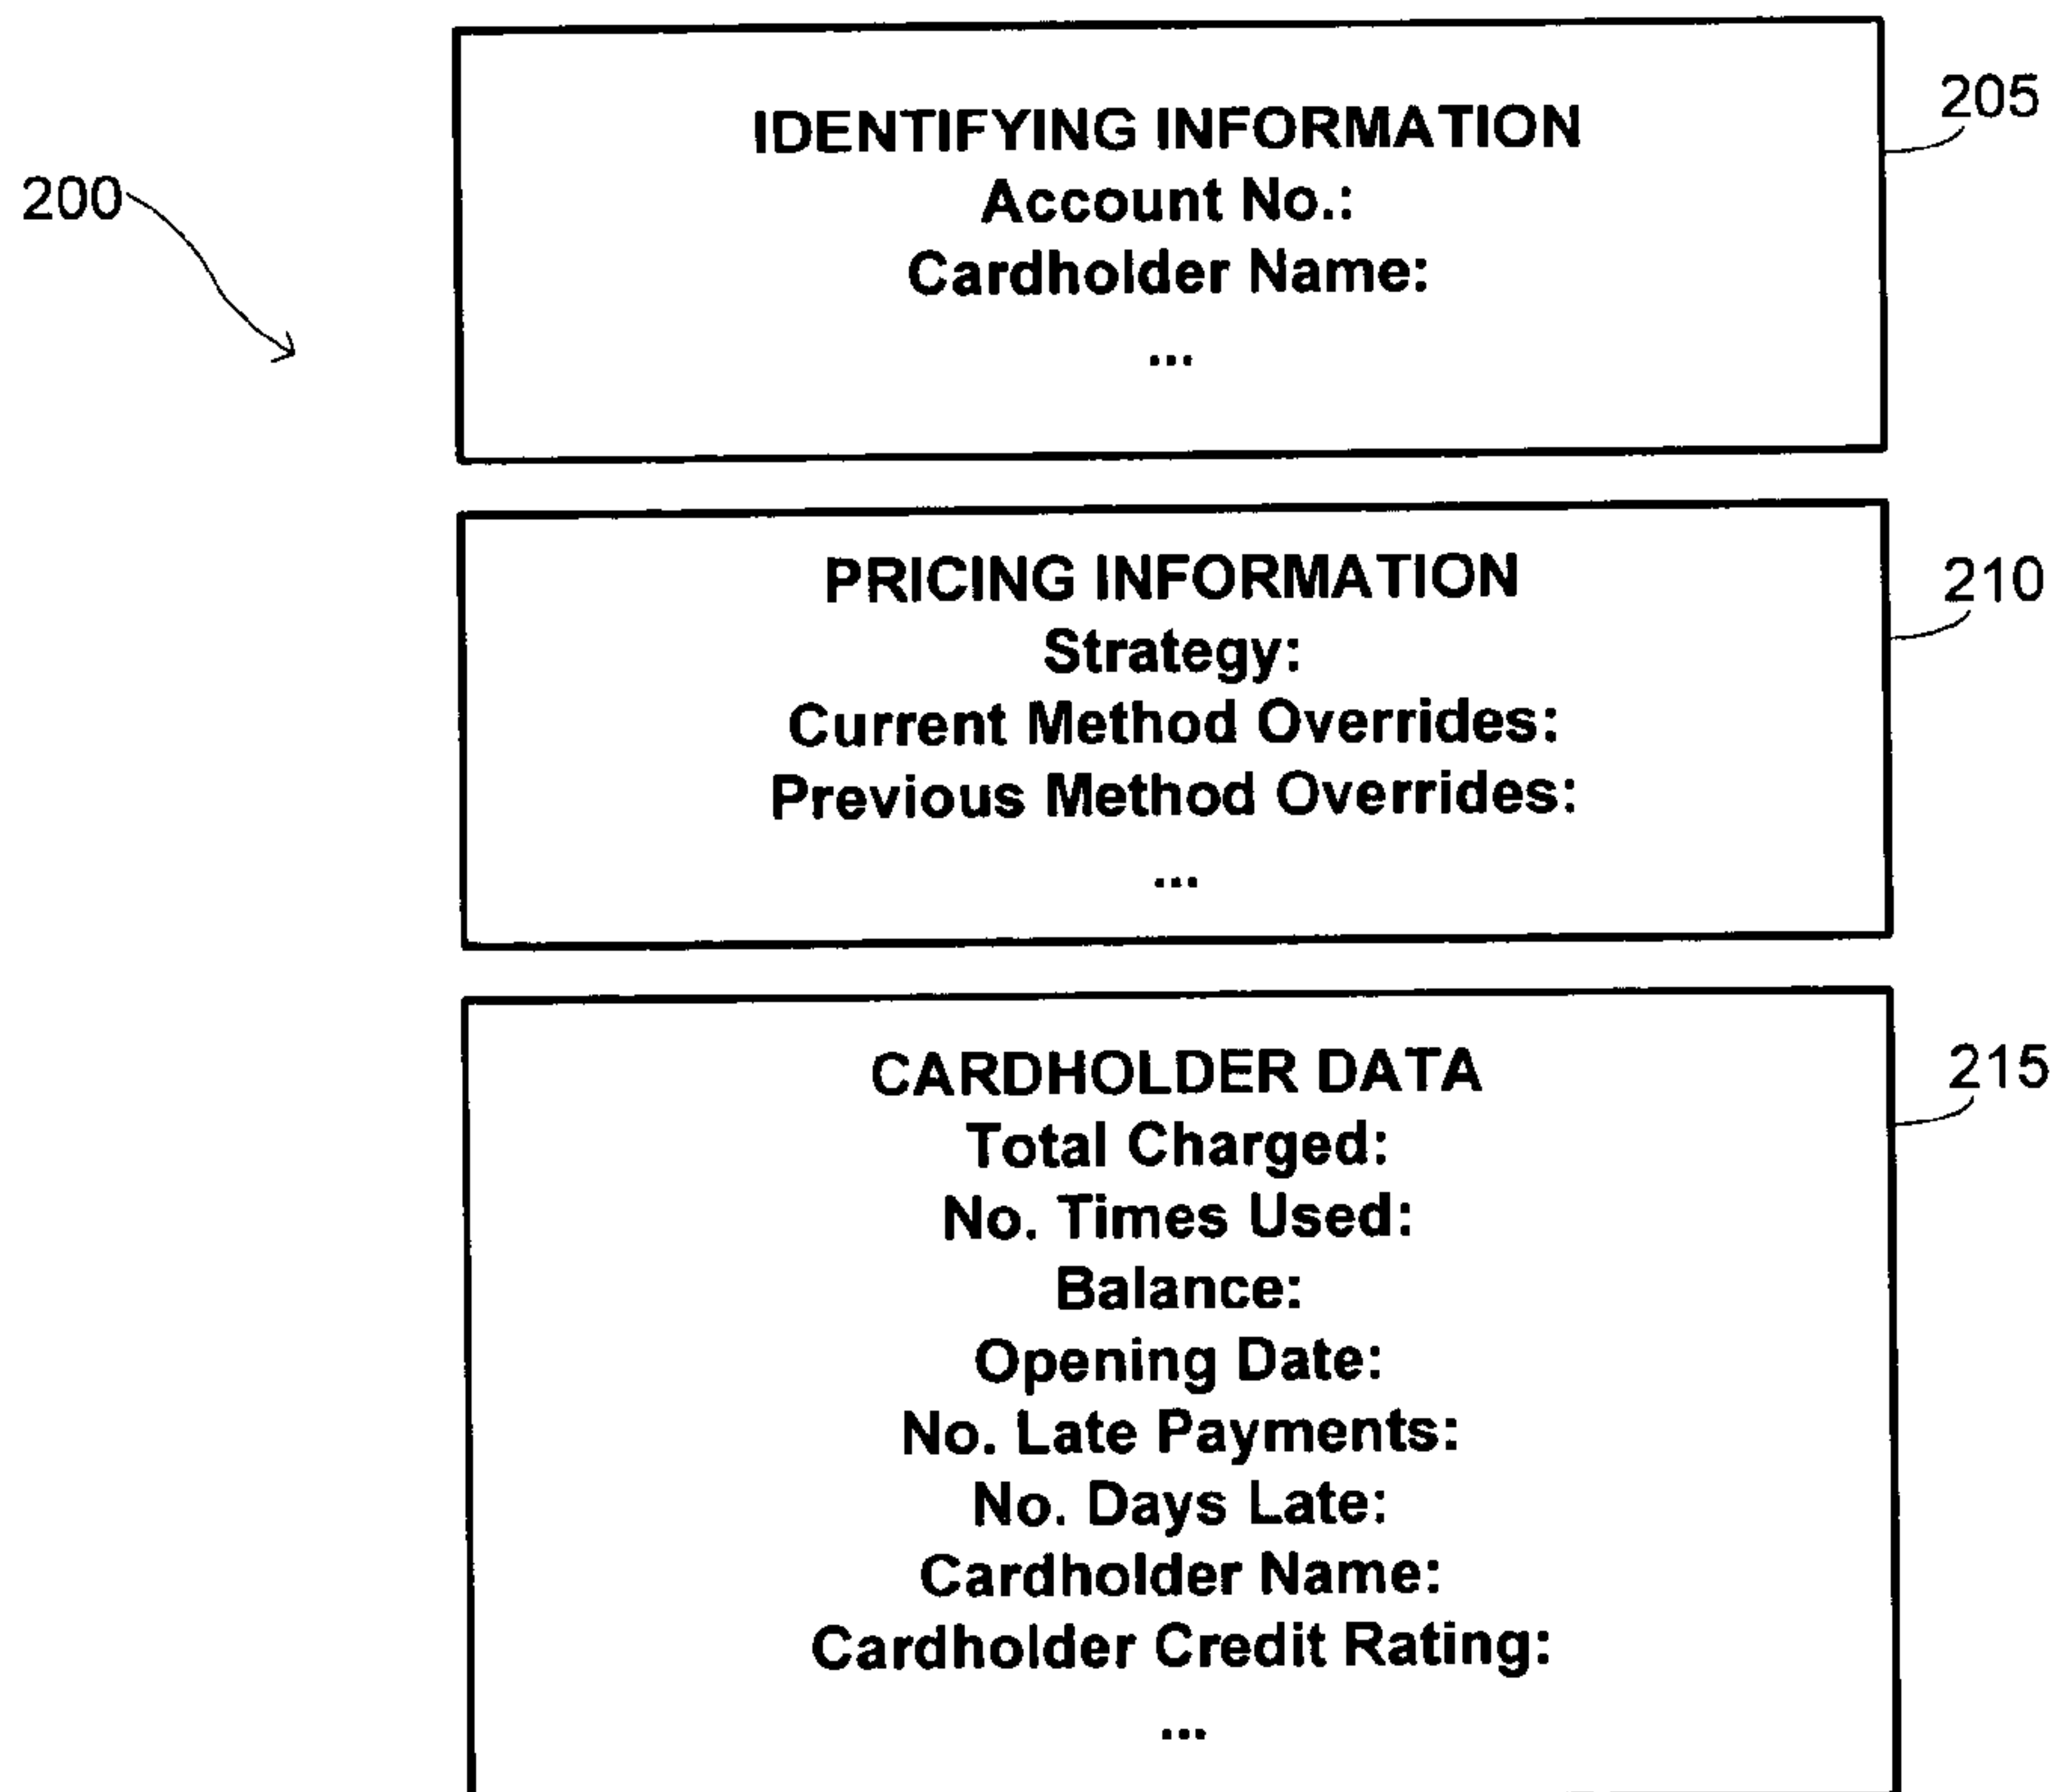 205
IDENTIFYING INFORMATION
200
Account No.:
Cardholder Name:
...
210
PRICING INFORMATION
Strategy:
Current Method Overrides:
Previous Method Overrides:
...
215
CARDHOLDER DATA
Total Charged:
No. Times Used:
Balance:
Opening Date:
No. Late Payments:
No. Days Late:
Cardholder Name:
Cardholder Credit Rating:
...